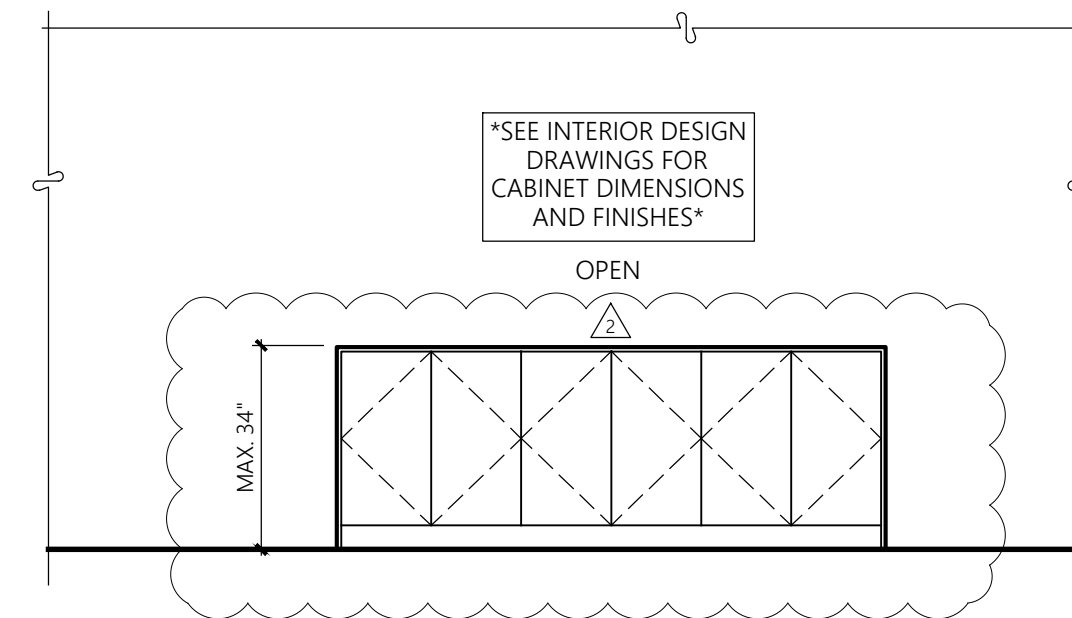 *SEE INTERIOR DESIGN
DRAWINGS FOR
CABINET DIMENSIONS
AND FINISHES*
OPEN
2
MAX. 34"